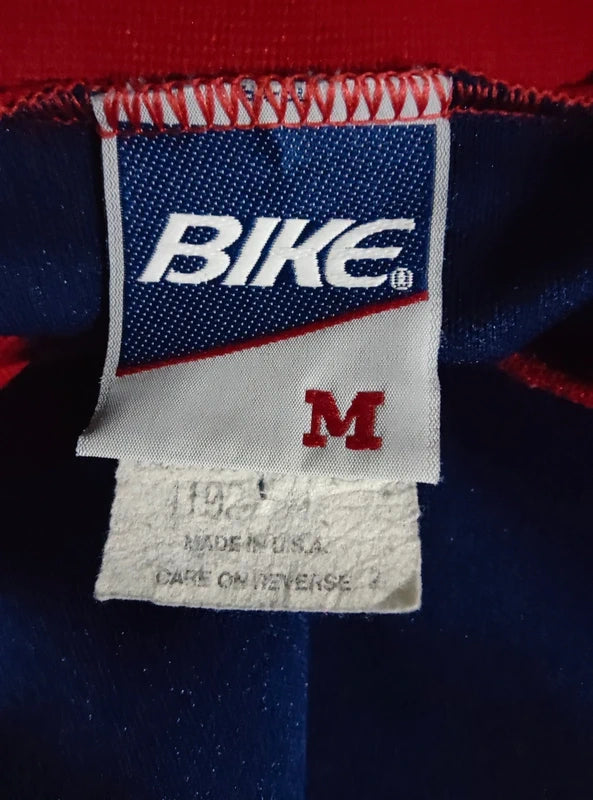 BIKE®
M
MADE IN U.S.A.
CARE ON REVERSE